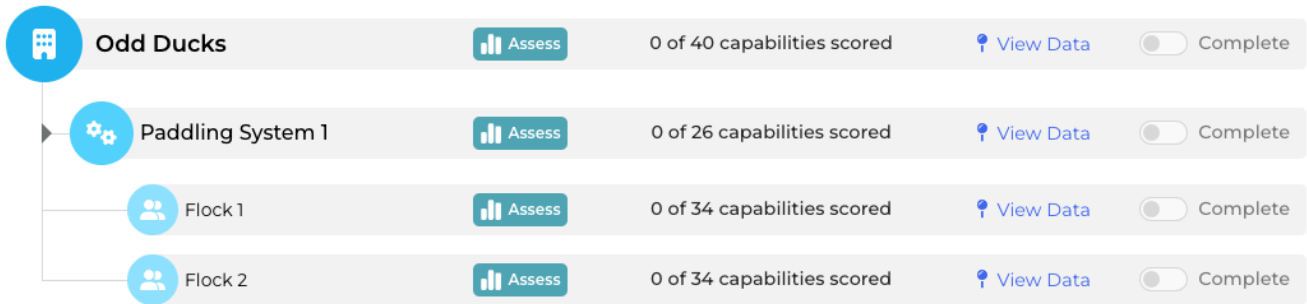 Odd Ducks Assess 0 of 40 capabilities scored View Data Complete
Paddling System 1 Assess 0 of 26 capabilities scored View Data Complete
Flock 1 Assess 0 of 34 capabilities scored View Data Complete
Flock 2 Assess 0 of 34 capabilities scored View Data Complete